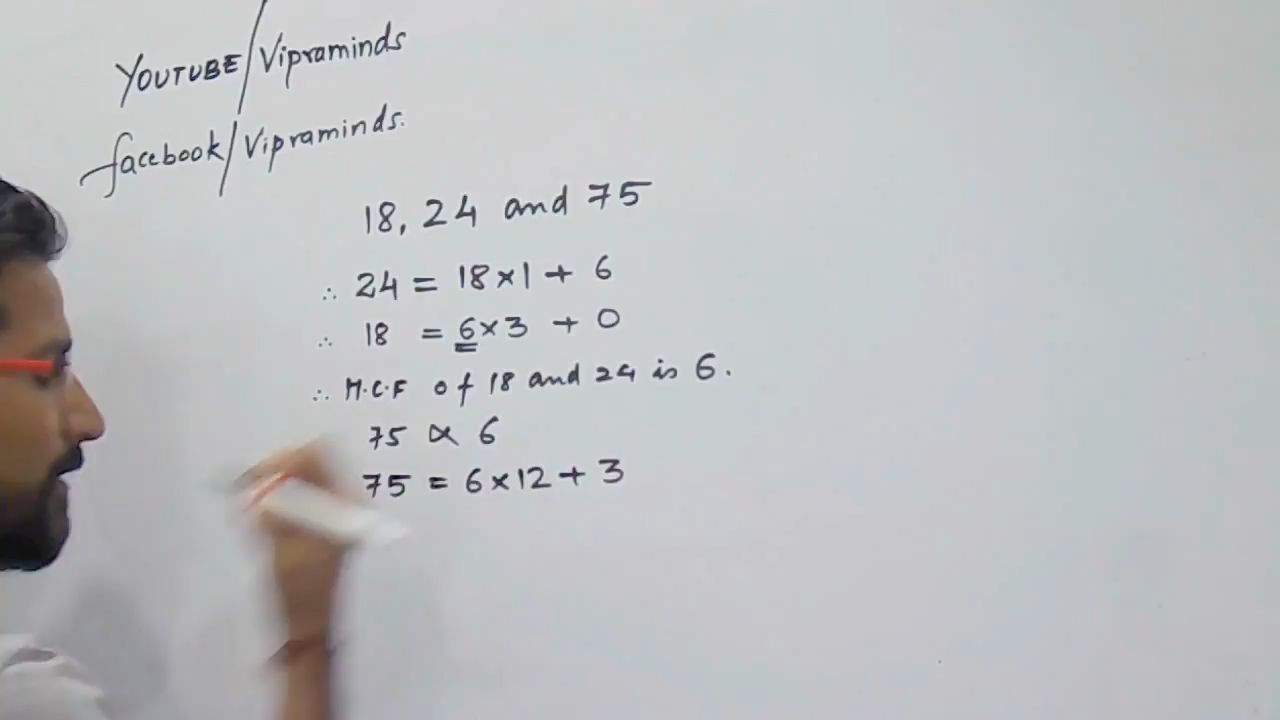 YOUTUBE/Vipraminds
facebook/Vipraminds.
18, 24 and 75
∴ 24 = 18×1 + 6
∴ 18 = 6×3 + 0
∴ H.C.F of 18 and 24 is 6.
75 & 6
75 = 6×12+3